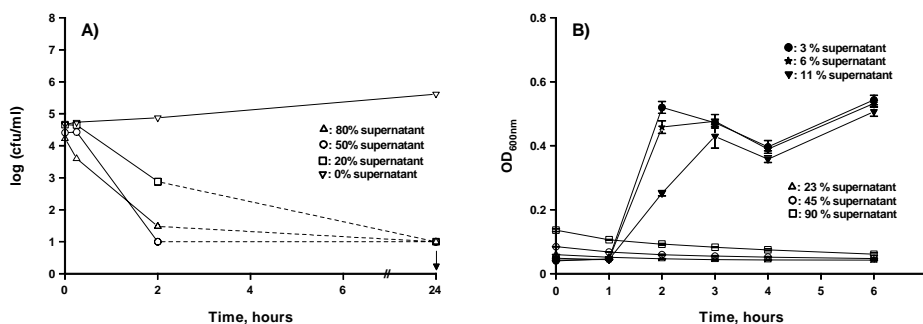 A)
8
7
6
5
4
3
2
1
0
log (cfu/ml)
: 80% supernatant
: 50% supernatant
: 20% supernatant
: 0% supernatant
0 2 4 6 24
Time, hours
B)
0.8
0.6
0.4
0.2
0
OD600nm
: 3 % supernatant
: 6 % supernatant
: 11 % supernatant
: 23 % supernatant
: 45 % supernatant
: 90 % supernatant
0 1 2 3 4 5 6
Time, hours